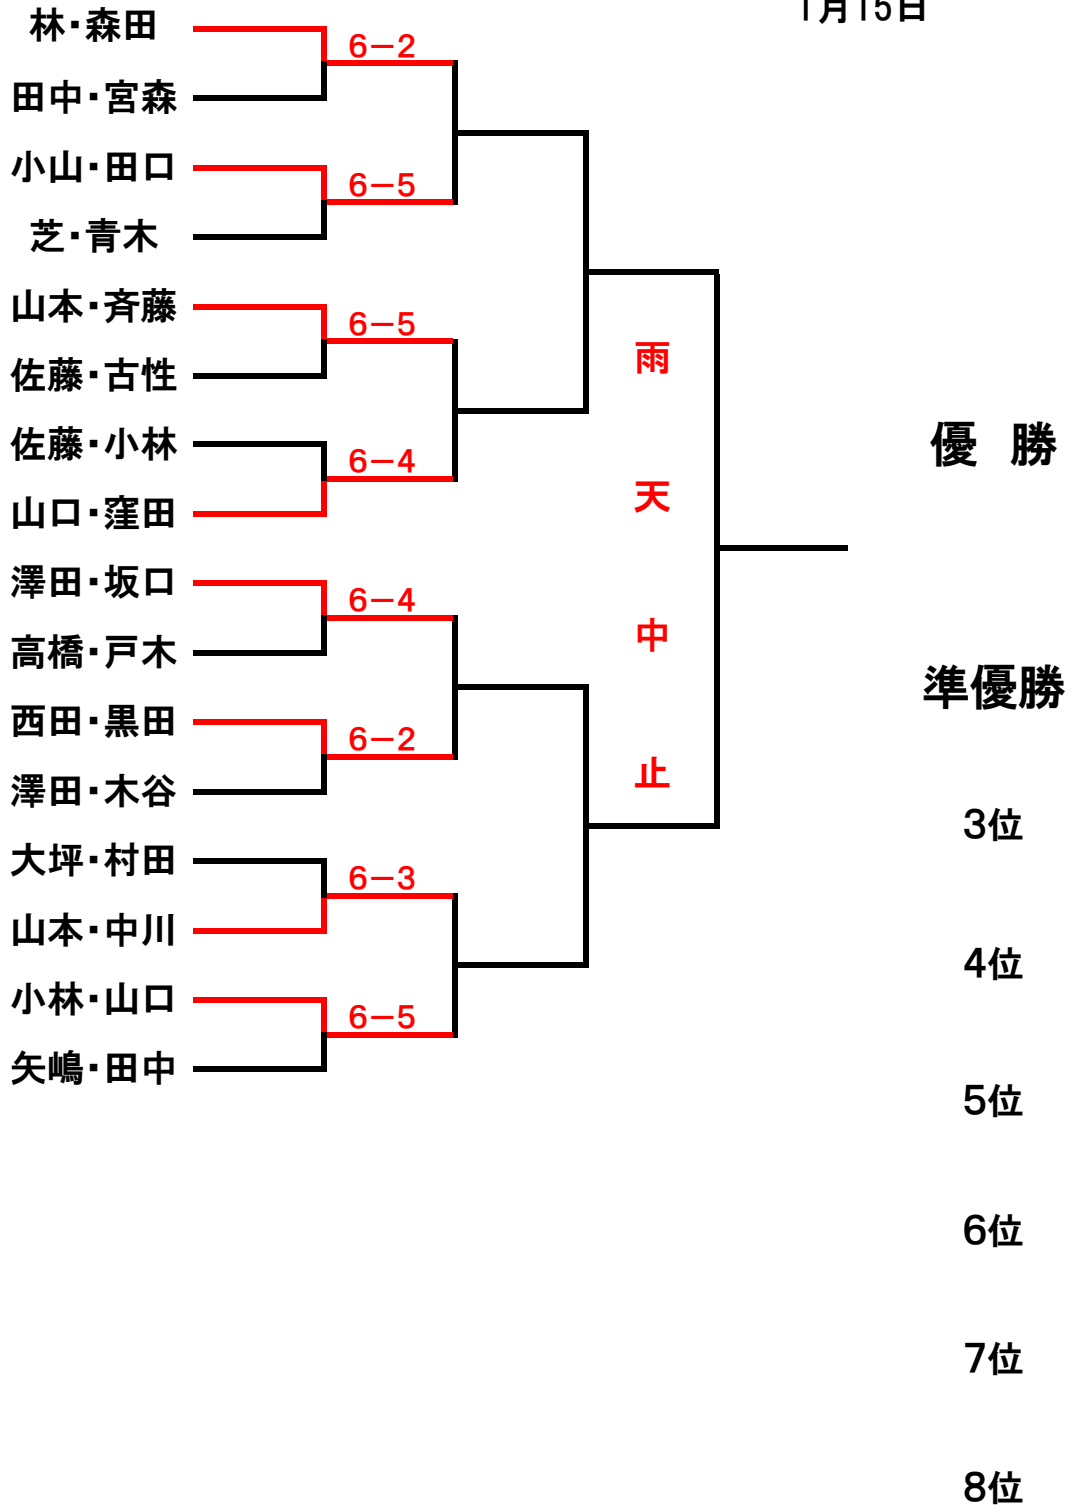 1月15日
林・森田
6－2
田中・宮森
小山・田口
6－5
芝・青木
山本・斉藤
6－5
佐藤・古性
佐藤・小林
6－4
山口・窪田
澤田・坂口
6－4
高橋・戸木
西田・黒田
6－2
澤田・木谷
大坪・村田
6－3
山本・中川
小林・山口
6－5
矢嶋・田中
雨天中止
優　勝
準優勝
3位
4位
5位
6位
7位
8位